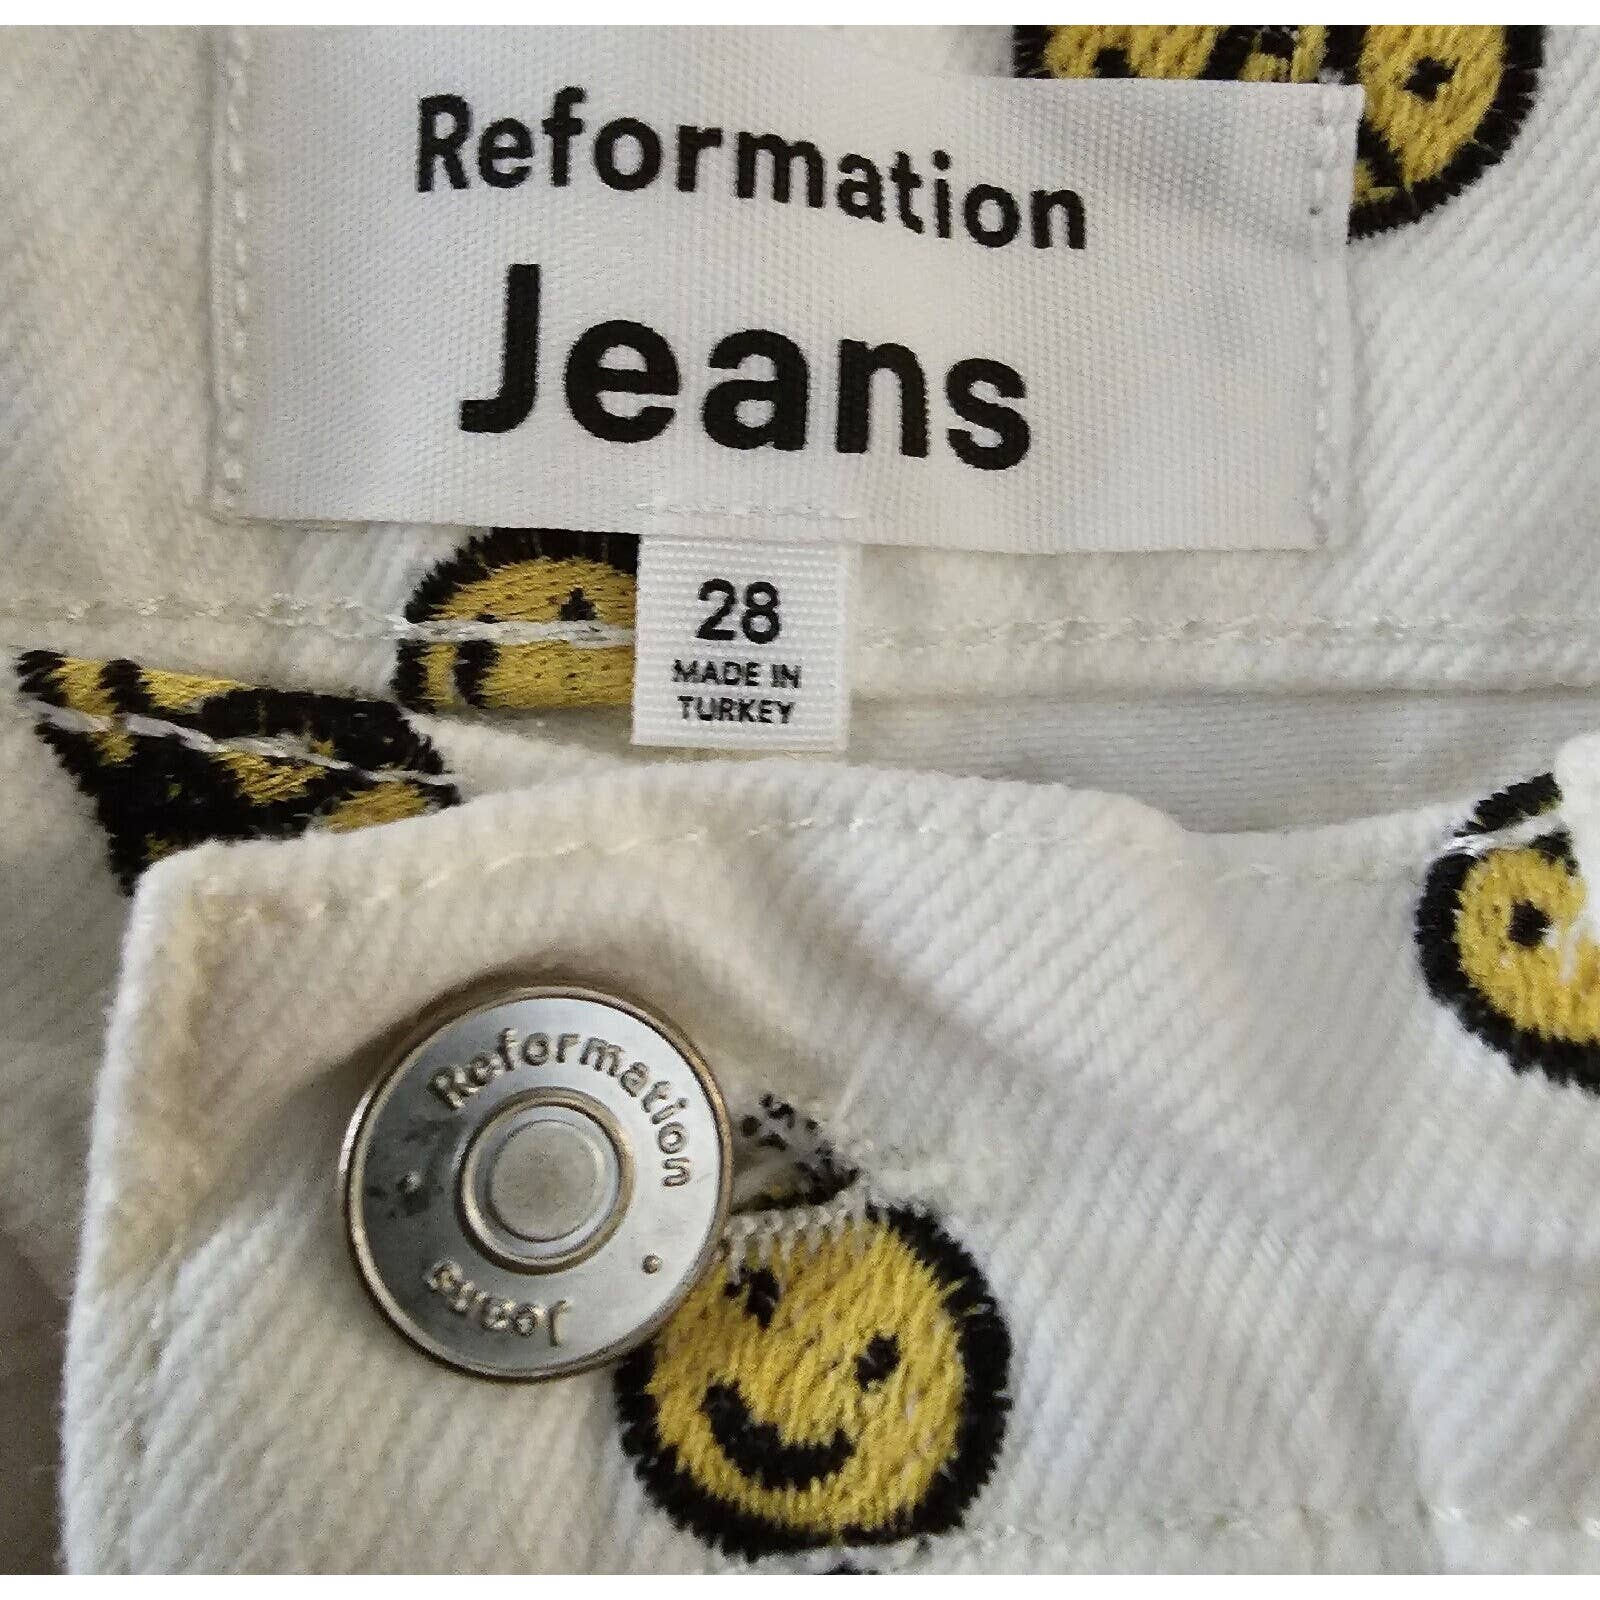 Reformation
Jeans
28
MADE IN
TURKEY
Reformation
Jeans